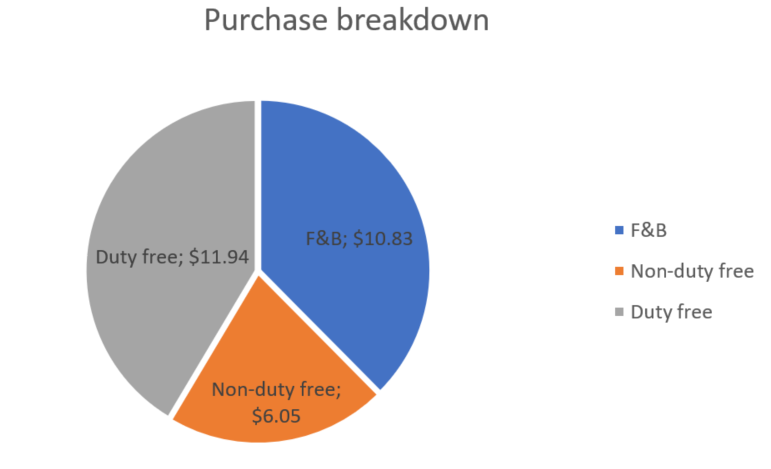 Purchase breakdown
Duty free; $11.94
F&B; $10.83
Non-duty free;
$6.05
F&B
Non-duty free
Duty free